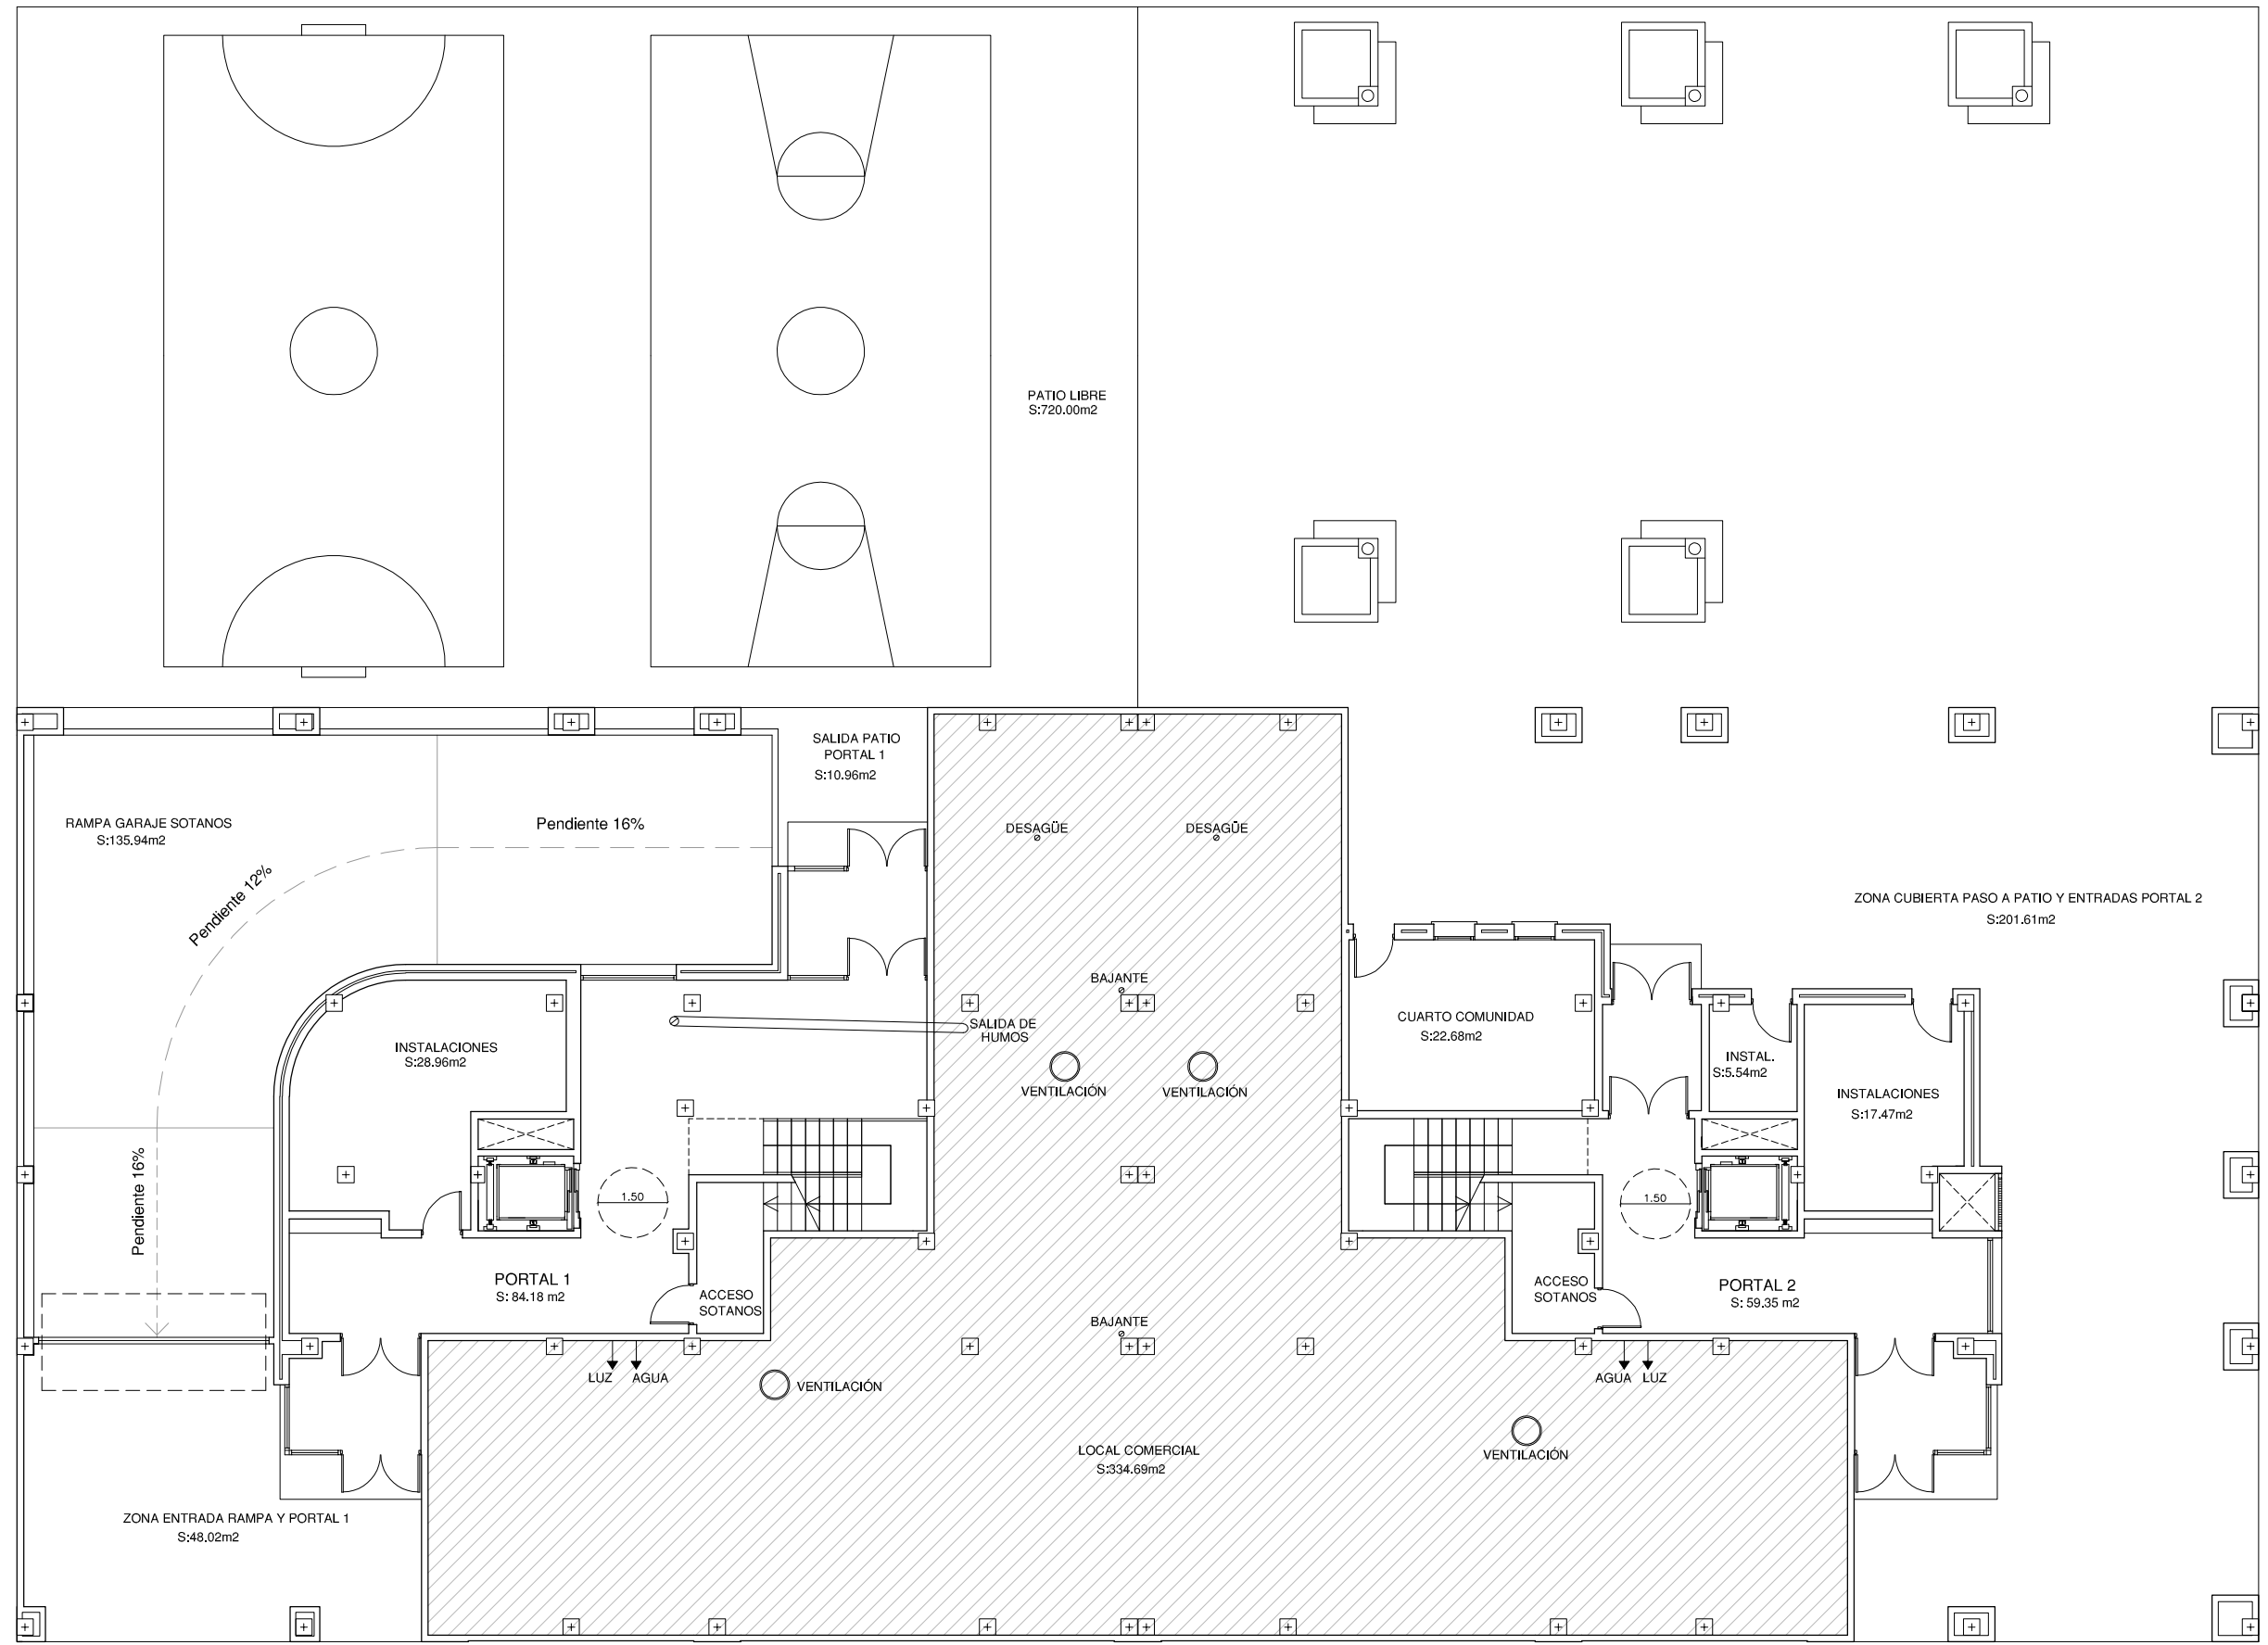 PATIO LIBRE
S:720.00m2
SALIDA PATIO
PORTAL 1
S:10.96m2
RAMPA GARAJE SOTANOS
S:135.94m2
Pendiente 16%
Pendiente 12%
Pendiente 16%
DESAGÜE
DESAGÜE
ZONA CUBIERTA PASO A PATIO Y ENTRADAS PORTAL 2
S:201.61m2
BAJANTE
SALIDA DE
HUMOS
CUARTO COMUNIDAD
S:22.68m2
INSTALACIONES
S:28.96m2
VENTILACIÓN
VENTILACIÓN
INSTAL.
S:5.54m2
INSTALACIONES
S:17.47m2
1.50
1.50
PORTAL 1
S: 84.18 m2
ACCESO
SOTANOS
ACCESO
SOTANOS
PORTAL 2
S: 59.35 m2
BAJANTE
LUZ
AGUA
VENTILACIÓN
AGUA
LUZ
LOCAL COMERCIAL
S:334.69m2
VENTILACIÓN
ZONA ENTRADA RAMPA Y PORTAL 1
S:48.02m2